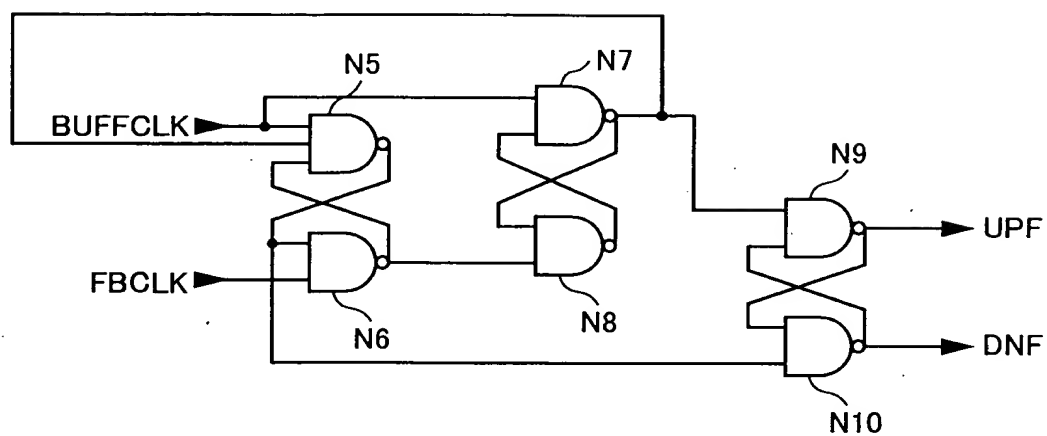 N5
N7
BUFFCLK
N9
UPF
FBCLK
N6
N8
DNF
N10